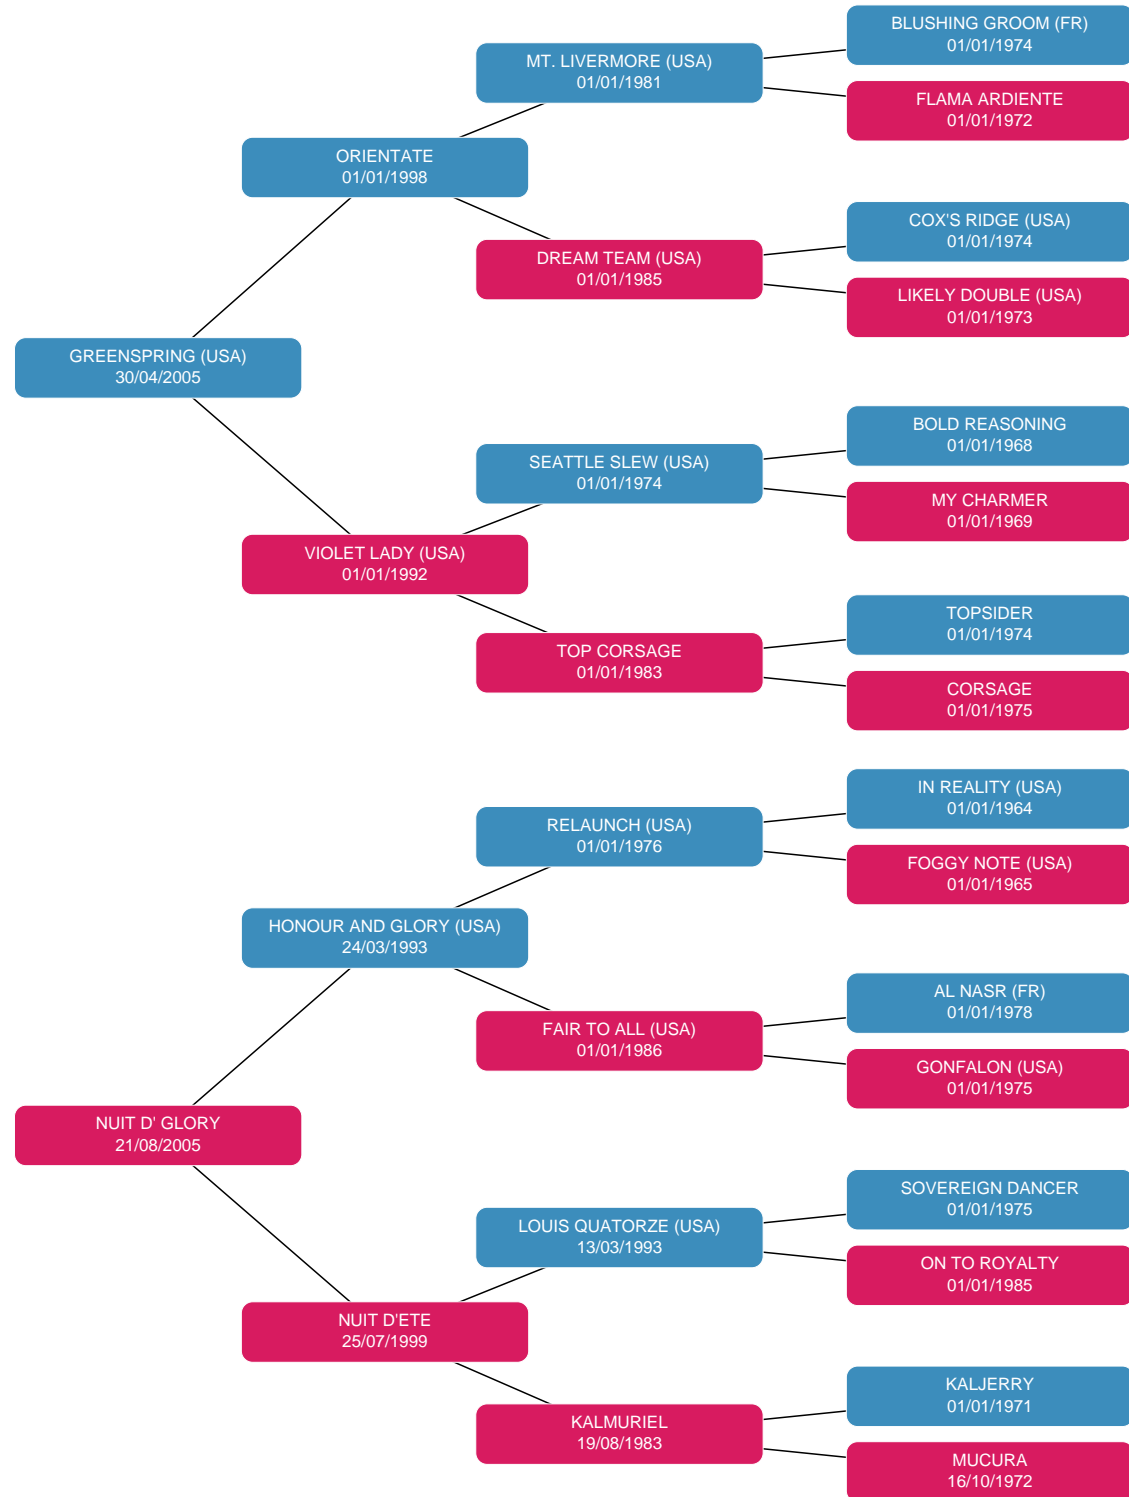 BLUSHING GROOM (FR)
01/01/1974
MT. LIVERMORE (USA)
01/01/1981
FLAMA ARDIENTE
01/01/1972
ORIENTATE
01/01/1998
COX'S RIDGE (USA)
01/01/1974
DREAM TEAM (USA)
01/01/1985
LIKELY DOUBLE (USA)
01/01/1973
GREENSPRING (USA)
30/04/2005
BOLD REASONING
01/01/1968
SEATTLE SLEW (USA)
01/01/1974
MY CHARMER
01/01/1969
VIOLET LADY (USA)
01/01/1992
TOPSIDER
01/01/1974
TOP CORSAGE
01/01/1983
CORSAGE
01/01/1975
IN REALITY (USA)
01/01/1964
RELAUNCH (USA)
01/01/1976
FOGGY NOTE (USA)
01/01/1965
HONOUR AND GLORY (USA)
24/03/1993
AL NASR (FR)
01/01/1978
FAIR TO ALL (USA)
01/01/1986
GONFALON (USA)
01/01/1975
NUIT D' GLORY
21/08/2005
SOVEREIGN DANCER
01/01/1975
LOUIS QUATORZE (USA)
13/03/1993
ON TO ROYALTY
01/01/1985
NUIT D'ETE
25/07/1999
KALJERRY
01/01/1971
KALMURIEL
19/08/1983
MUCURA
16/10/1972